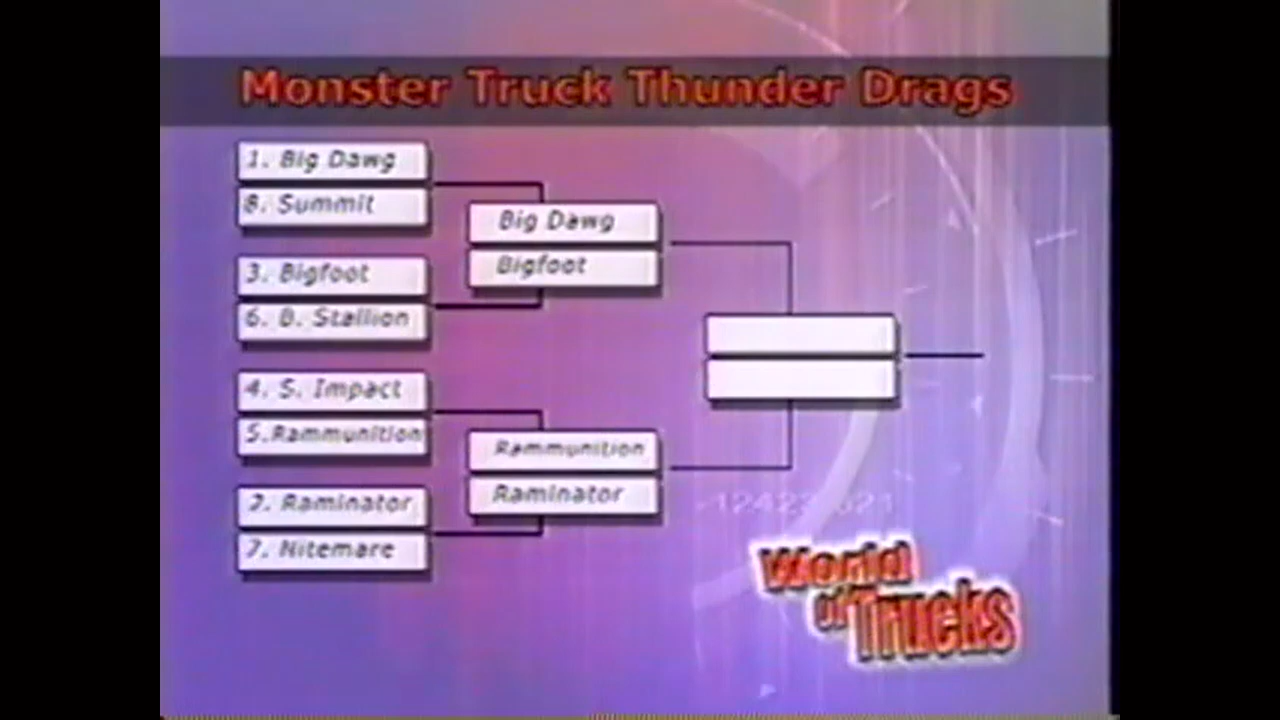 Monster Truck Thunder Drags
1. Big Dawg
8. Summit
Big Dawg
Bigfoot
3. Bigfoot
6. B. Stallion
4. S. Impact
5.Rammunition
Rammunition
Raminator
2. Raminator
7. Nitemare
World
of Trucks